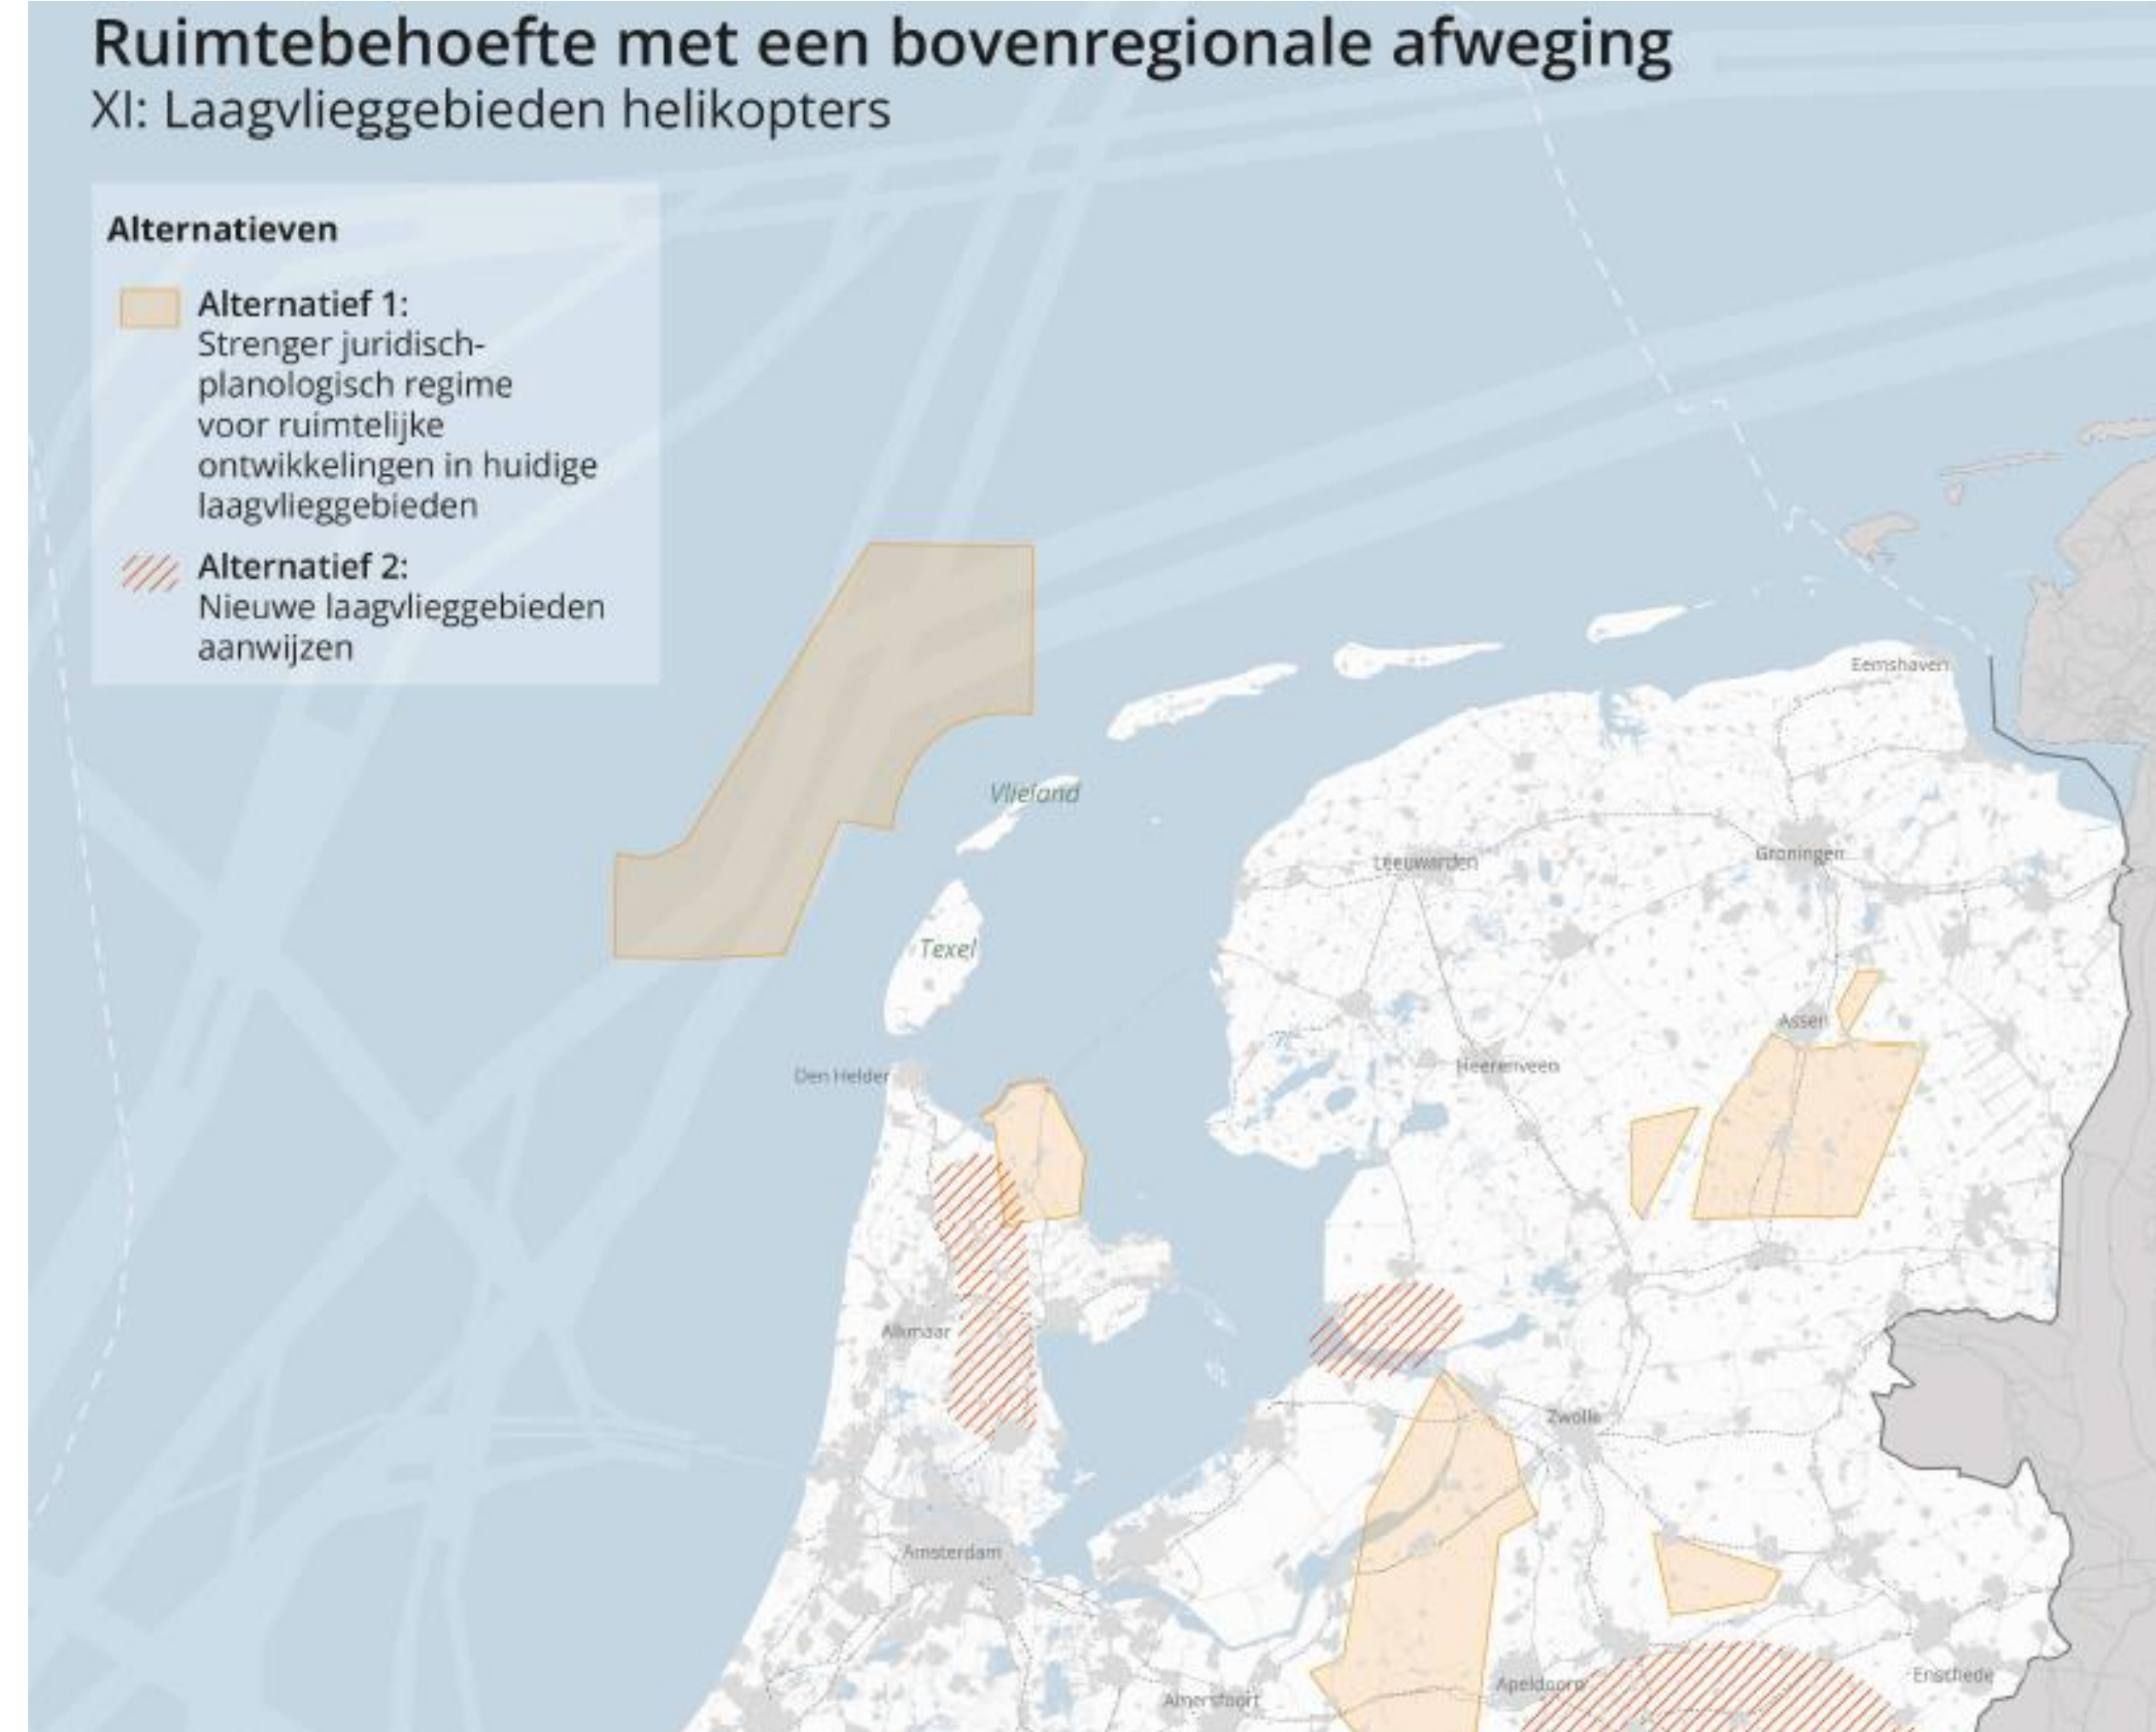 Ruimtebehoefte met een bovenregionale afweging
XI: Laagvlieggebieden helikopters
Alternatieven
Alternatief 1:
Strenger juridisch-
planologisch regime
voor ruimtelijke
ontwikkelingen in huidige
laagvlieggebieden
Alternatief 2:
Nieuwe laagvlieggebieden
aanwijzen
Eemshaven
Vlieland
Leeuwarden
Groningen
Texel
Assen
Den Helder
Heerenveen
Alkmaar
Zwolle
Amsterdam
Enschede
Apeldoorn
Amersfoort